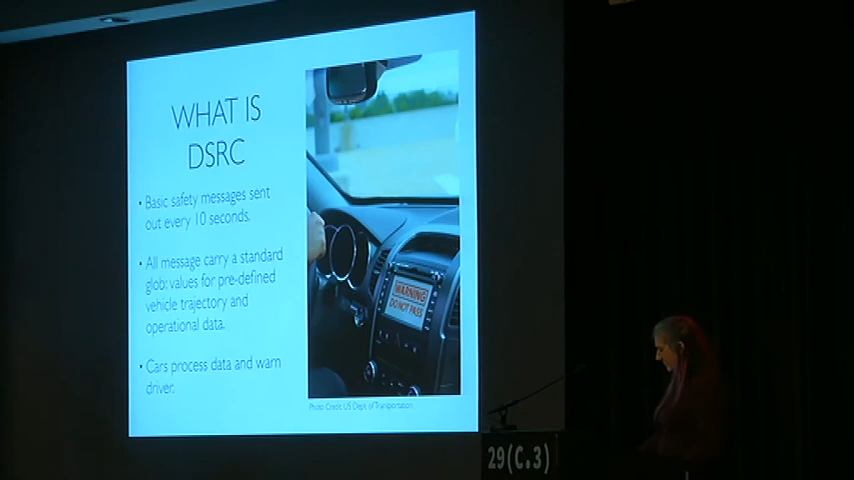 WHAT IS
DSRC
• Basic safety messages sent
out every 10 seconds.
• All message carry a standard
glob: values for pre-defined
vehicle trajectory and
operational data.
• Cars process data and warn
driver.
WARNING
DO NOT PASS
Photo Credit: US Dept. of Transportation
29(C.3)